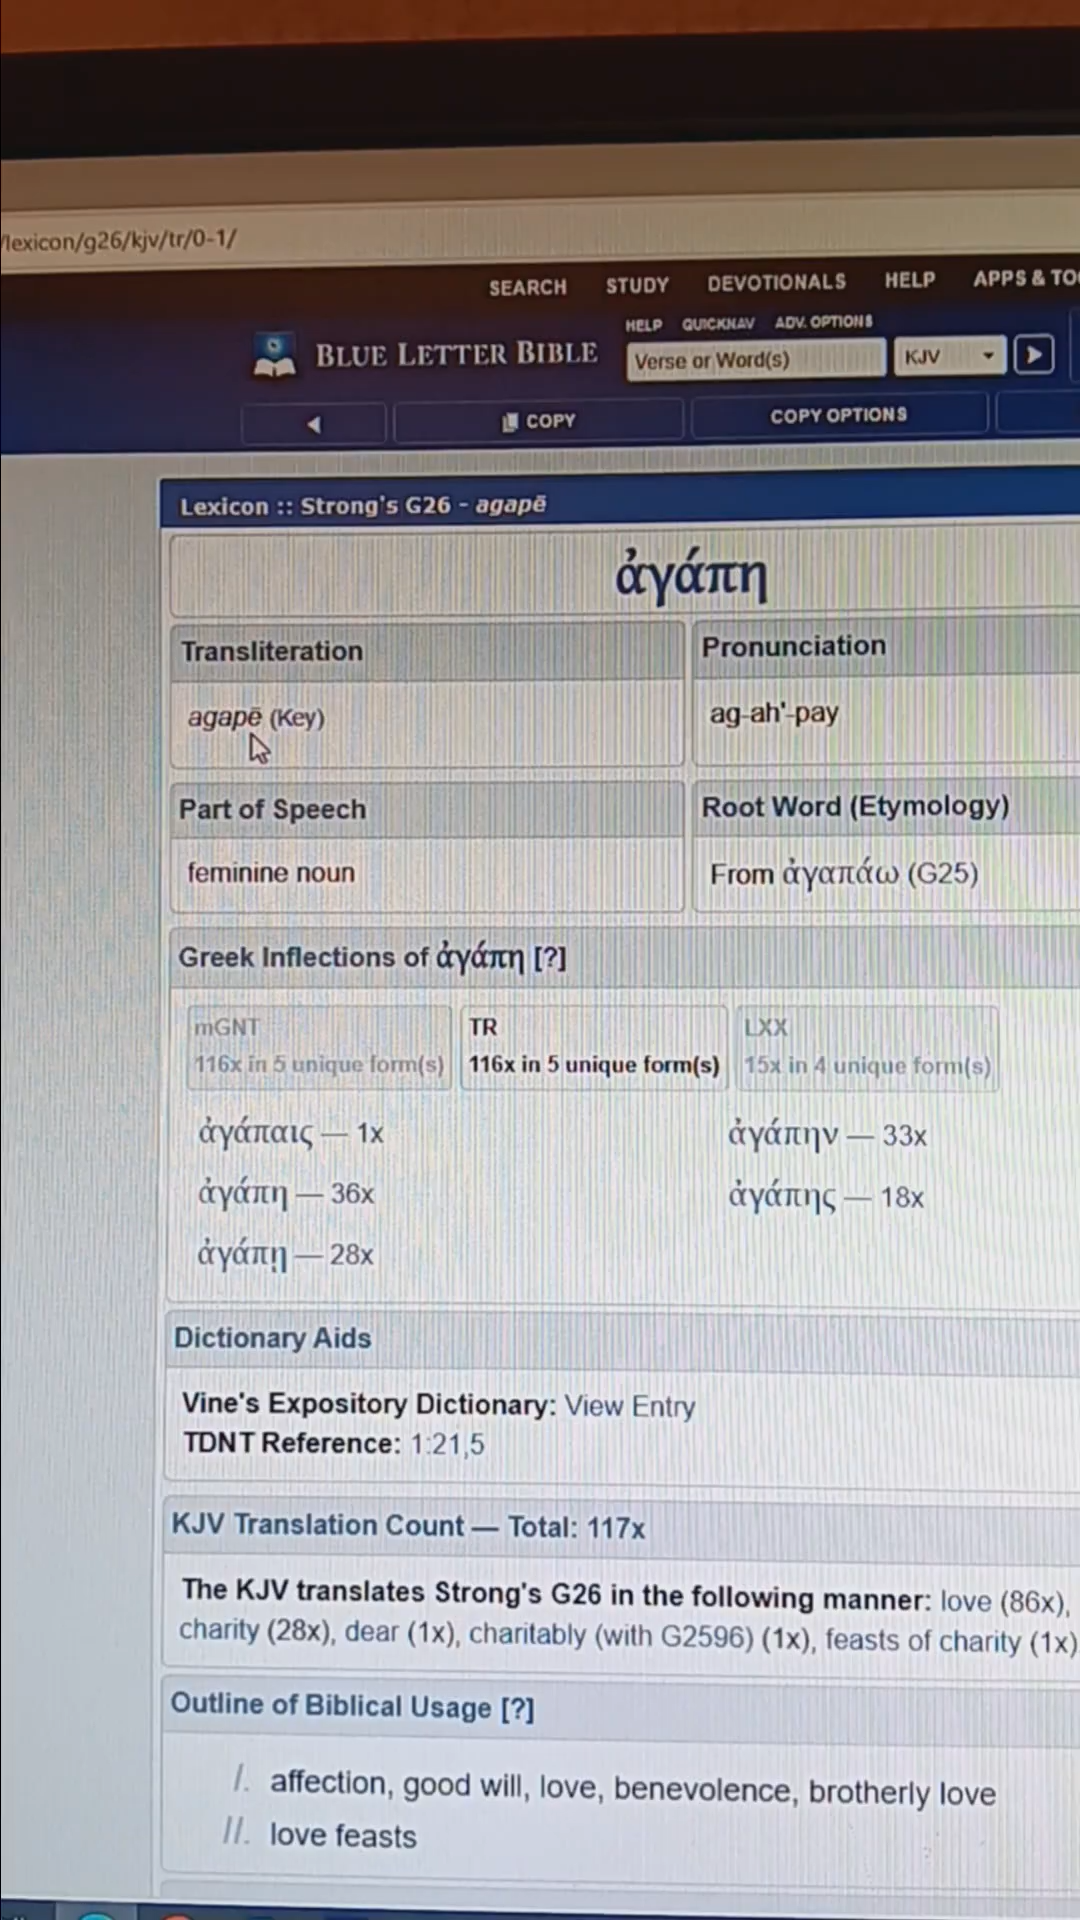 /lexicon/g26/kjv/tr/0-1/
SEARCH STUDY DEVOTIONALS HELP APPS &
HELP QUICKNAV ADV. OPTIONS
BLUE LETTER BIBLE Verse or Word(s) KJV
COPY COPY OPTIONS
Lexicon :: Strong's G26 - agapē
ἀγάπη
Transliteration Pronunciation
agapē (Key) ag-ah'-pay
Part of Speech Root Word (Etymology)
feminine noun From ἀγαπάω (G25)
Greek Inflections of ἀγάπη [?]
mGNT TR LXX
116x in 5 unique form(s) 116x in 5 unique form(s) 15x in 4 unique form(s)
ἀγάπαις — 1x ἀγάπην — 33x
ἀγάπη — 36x ἀγάπης — 18x
ἀγάπῃ — 28x
Dictionary Aids
Vine's Expository Dictionary: View Entry
TDNT Reference: 1:21,5
KJV Translation Count — Total: 117x
The KJV translates Strong's G26 in the following manner: love (86x),
charity (28x), dear (1x), charitably (with G2596) (1x), feasts of charity (1x)
Outline of Biblical Usage [?]
I. affection, good will, love, benevolence, brotherly love
II. love feasts